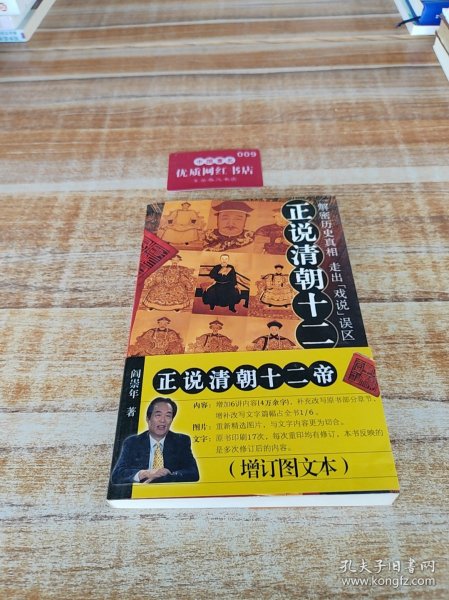 009
优质网红书店
解密历史真相 走出「戏说」误区
正说清朝十二
阎崇年 著
正说清朝十二帝
内容：增加6讲内容(4万余字)，补充改写原书部分章节，
增补改写文字篇幅占全书1/6。
图片：重新精选图片，与文字内容更为切合。
文字：原书印刷17次，每次重印均有修订，本书反映的
是多次修订后的内容。
(增订图文本)
孔夫子旧书网
www.kongfz.com